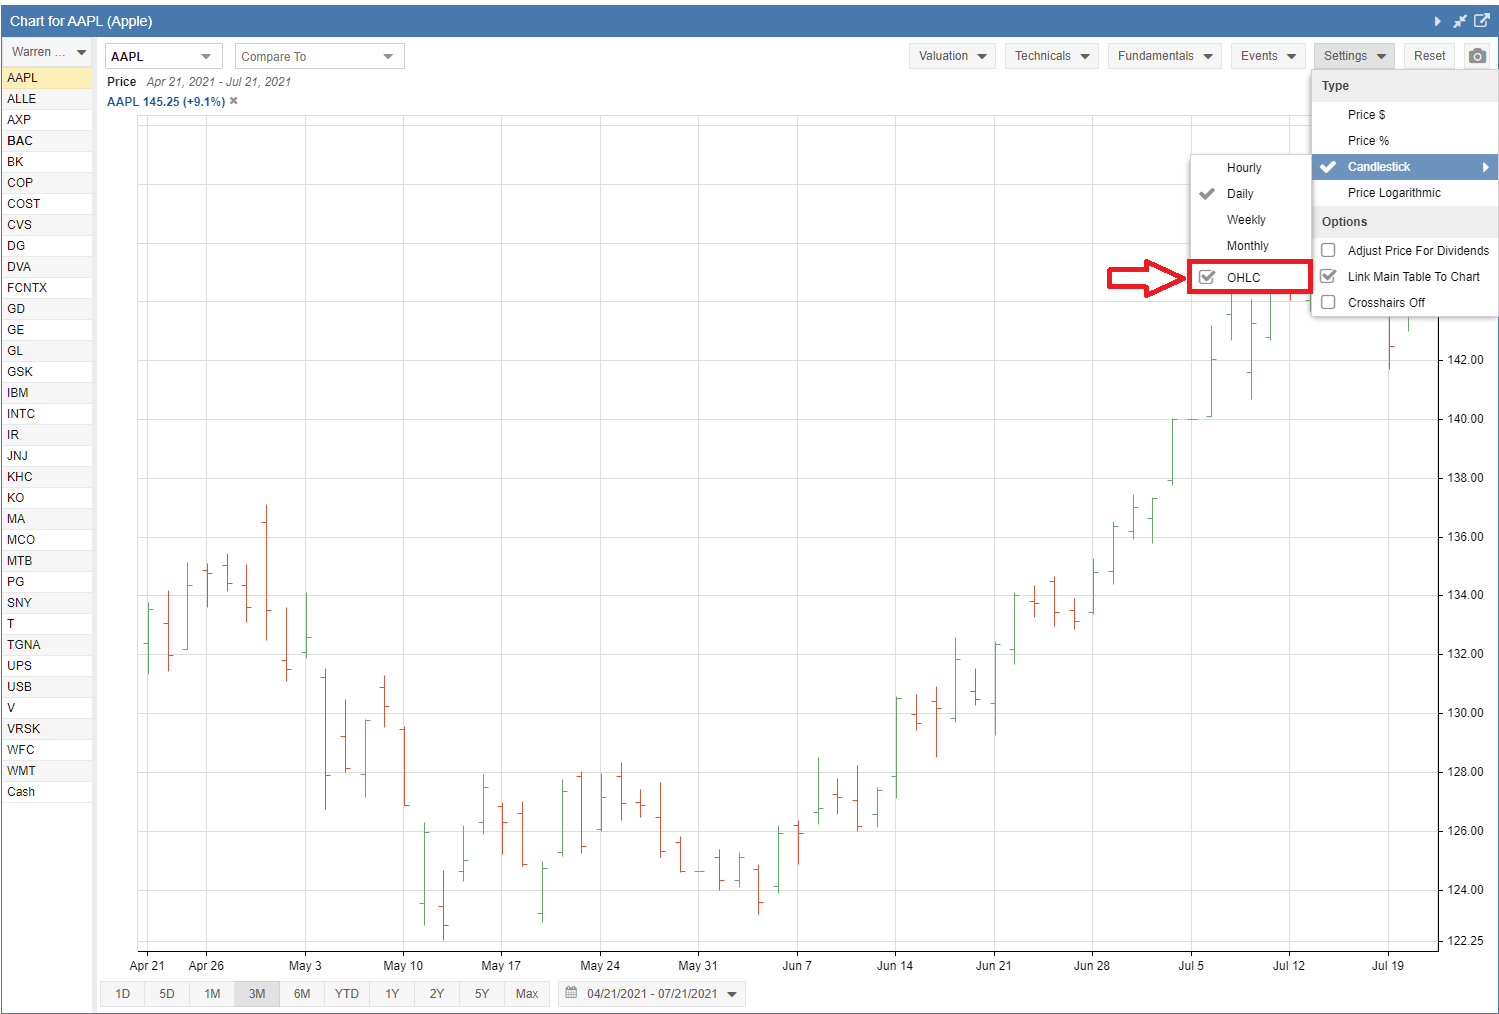 Chart for AAPL (Apple)
Warren ...
AAPL
Compare To
Valuation
Technicals
Fundamentals
Events
Settings
Reset
Price Apr 21, 2021 - Jul 21, 2021
AAPL 145.25 (+9.1%)
AAPL
ALLE
AXP
BAC
BK
COP
COST
CVS
DG
DVA
FCNTX
GD
GE
GL
GSK
IBM
INTC
IR
JNJ
KHC
KO
MA
MCO
MTB
PG
SNY
T
TGNA
UPS
USB
V
VRSK
WFC
WMT
Cash
Type
Price $
Price %
Candlestick
Price Logarithmic
Options
Adjust Price For Dividends
Link Main Table To Chart
Crosshairs Off
Hourly
Daily
Weekly
Monthly
OHLC
142.00
140.00
138.00
136.00
134.00
132.00
130.00
128.00
126.00
124.00
122.25
Apr 21 Apr 26 May 3 May 10 May 17 May 24 May 31 Jun 7 Jun 14 Jun 21 Jun 28 Jul 5 Jul 12 Jul 19
1D 5D 1M 3M 6M YTD 1Y 2Y 5Y Max 04/21/2021 - 07/21/2021